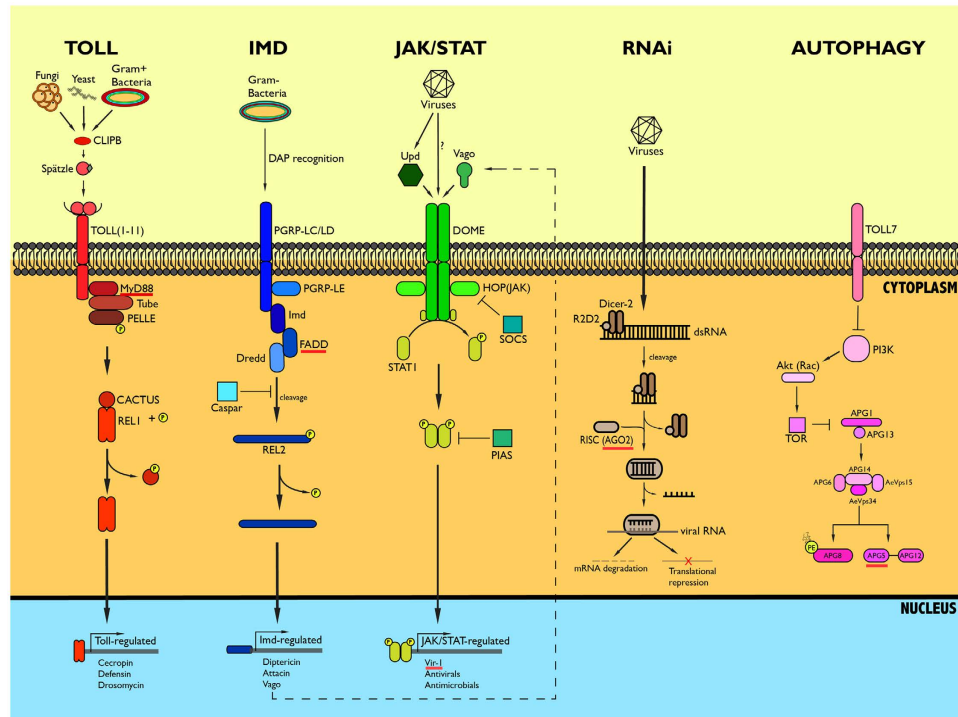 TOLL
Fungi
Yeast
Gram+
Bacteria
CLIPB
Spätzle
TOLL(1-11)
MyD88
Tube
PELLE
P
CACTUS
REL1 + P
P
Toll-regulated
Cecropin
Defensin
Drosomycin
IMD
Gram-
Bacteria
DAP recognition
PGRP-LC/LD
PGRP-LE
Imd
FADD
Dredd
Caspar
cleavage
P
REL2
P
Imd-regulated
Diptericin
Attacin
Vago
JAK/STAT
Viruses
?
Upd
Vago
DOME
HOP(JAK)
SOCS
P
STAT1
P P
PIAS
P P
JAK/STAT-regulated
Vir-1
Antivirals
Antimicrobials
RNAi
Viruses
Dicer-2
R2D2
dsRNA
cleavage
RISC (AGO2)
viral RNA
mRNA degradation
X
Translational
repression
AUTOPHAGY
TOLL7
CYTOPLASM
PI3K
Akt (Rac)
TOR
APG1
APG13
APG14
APG6
AeVps15
AeVps34
PE
APG8
APG5
APG12
NUCLEUS